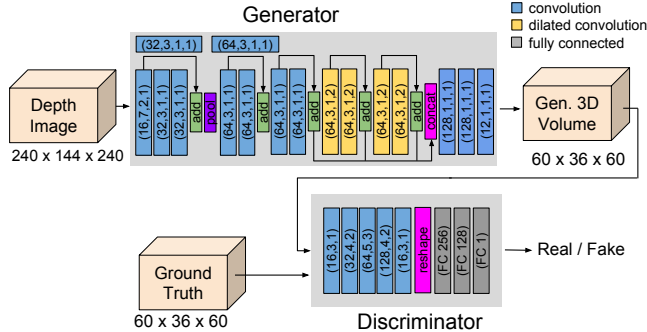 Generator
convolution
dilated convolution
fully connected
(32,3,1,1)
(64,3,1,1)
Depth
Image
240 x 144 x 240
(16,7,2,1)
(32,3,1,1)
(32,3,1,1)
add
pool
(64,3,1,1)
(64,3,1,1)
add
(64,3,1,1)
(64,3,1,1)
add
(64,3,1,2)
(64,3,1,2)
add
(64,3,1,2)
(64,3,1,2)
add
concat
(128,1,1,1)
(128,1,1,1)
(12,1,1,1)
Gen. 3D
Volume
60 x 36 x 60
Ground
Truth
60 x 36 x 60
(16,3,1)
(32,4,2)
(64,5,3)
(128,4,2)
(16,3,1)
reshape
(FC 256)
(FC 128)
(FC 1)
Real / Fake
Discriminator